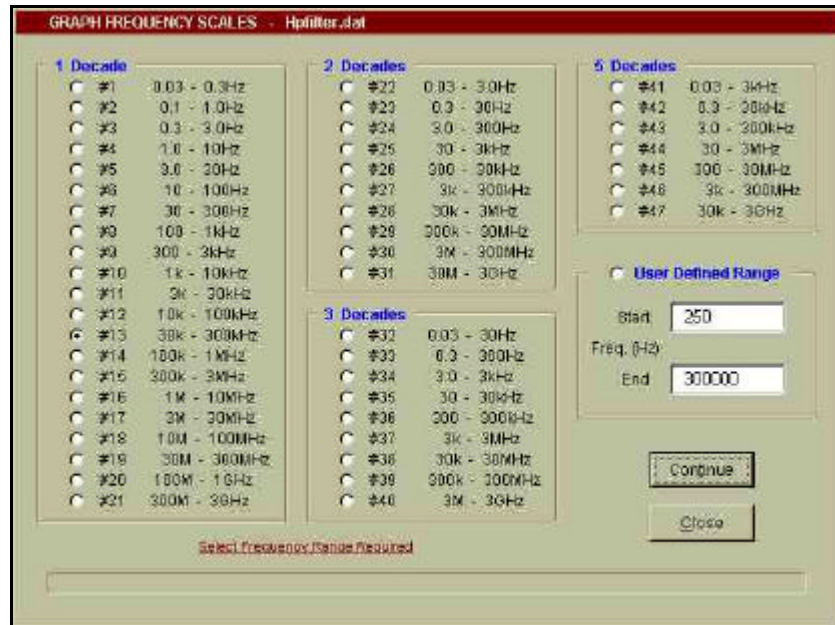 GRAPH FREQUENCY SCALES - Hpfilter.dat
1 Decade
#1 0.03 - 0.3Hz
#2 0.1 - 1.0Hz
#3 0.3 - 3.0Hz
#4 1.0 - 10Hz
#5 3.0 - 30Hz
#6 10 - 100Hz
#7 30 - 300Hz
#8 100 - 1kHz
#9 300 - 3kHz
#10 1k - 10kHz
#11 3k - 30kHz
#12 10k - 100kHz
#13 30k - 300kHz
#14 100k - 1MHz
#15 300k - 3MHz
#16 1M - 10MHz
#17 3M - 30MHz
#18 10M - 100MHz
#19 30M - 300MHz
#20 100M - 1GHz
#21 300M - 3GHz
2 Decades
#22 0.03 - 3.0Hz
#23 0.3 - 30Hz
#24 3.0 - 300Hz
#25 30 - 3kHz
#26 300 - 30kHz
#27 3k - 300kHz
#28 30k - 3MHz
#29 300k - 30MHz
#30 3M - 300MHz
#31 30M - 3GHz
3 Decades
#32 0.03 - 30Hz
#33 0.3 - 300Hz
#34 3.0 - 3kHz
#35 30 - 30kHz
#36 300 - 300kHz
#37 3k - 3MHz
#38 30k - 30MHz
#39 300k - 300MHz
#40 3M - 3GHz
5 Decades
#41 0.03 - 3kHz
#42 0.3 - 30kHz
#43 3.0 - 300kHz
#44 30 - 3MHz
#45 300 - 30MHz
#46 3k - 300MHz
#47 30k - 3GHz
User Defined Range
Start 250
Freq. (Hz)
End 300000
Continue
Close
Select Frequency Range Required